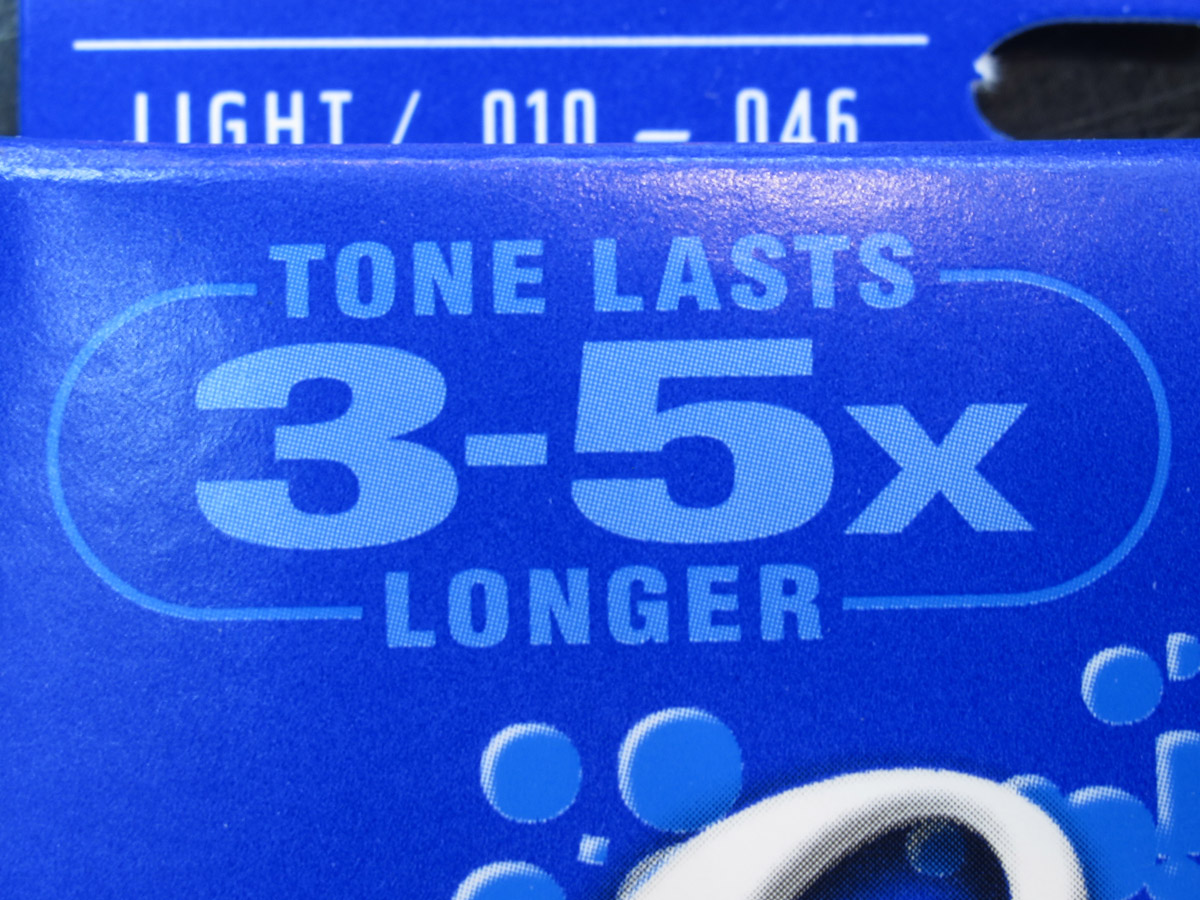 LIGHT / 010 – 046
TONE LASTS
3-5x
LONGER